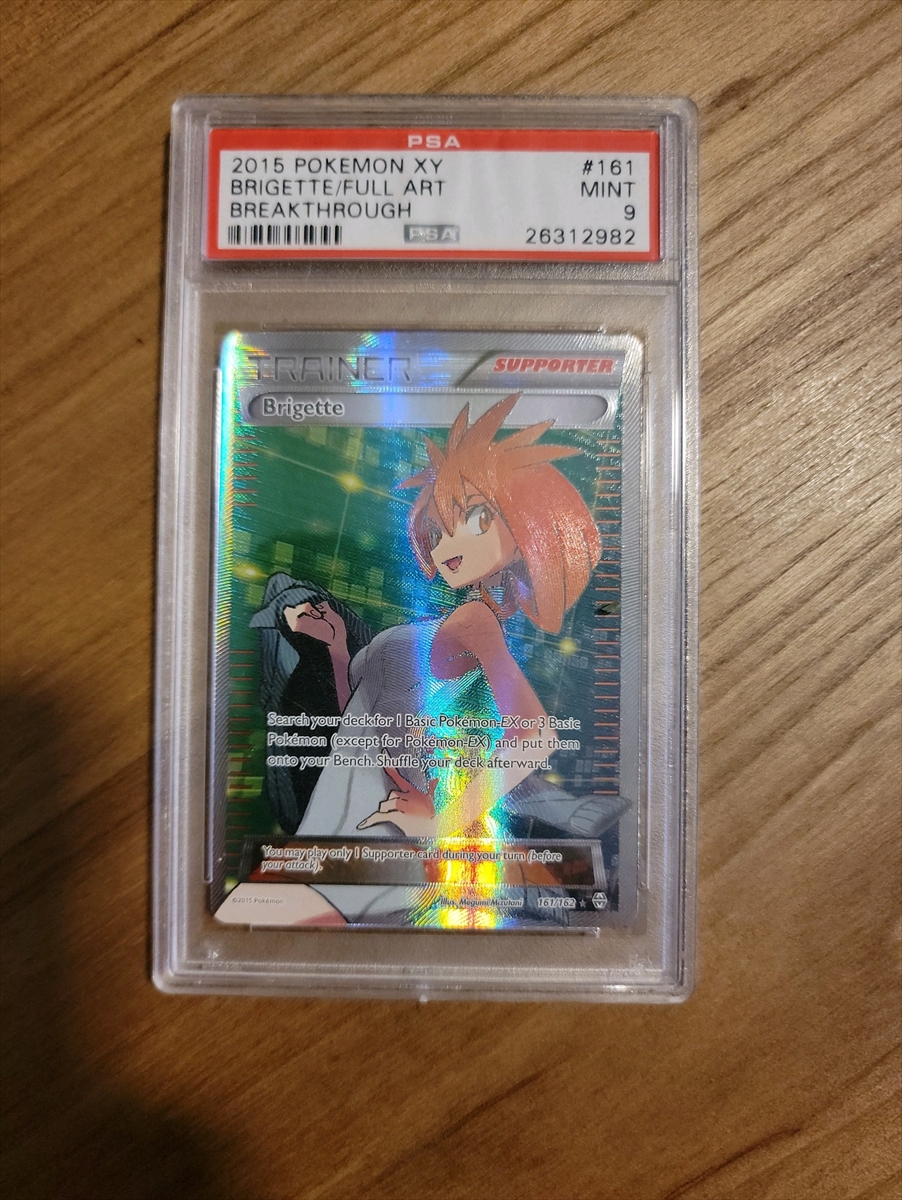 PSA
2015 POKEMON XY #161
BRIGETTE/FULL ART MINT
BREAKTHROUGH 9
PSA 26312982
TRAINER SUPPORTER
Brigette
Search your deck for 1 Basic Pokémon-EX or 3 Basic
Pokémon (except for Pokémon-EX) and put them
onto your Bench. Shuffle your deck afterward.
You may play only 1 Supporter card during your turn (before
your attack).
©2015 Pokémon Illus. Megumi Mizutani 161/162